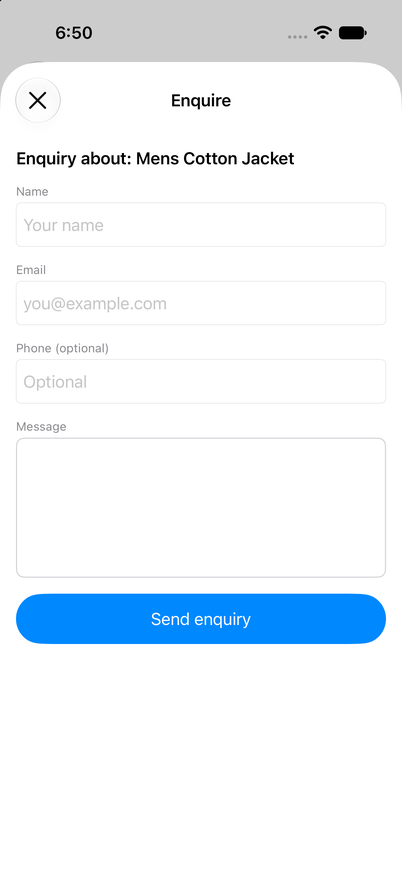 6:50
Enquire
Enquiry about: Mens Cotton Jacket
Name
Your name
Email
you@example.com
Phone (optional)
Optional
Message
Send enquiry